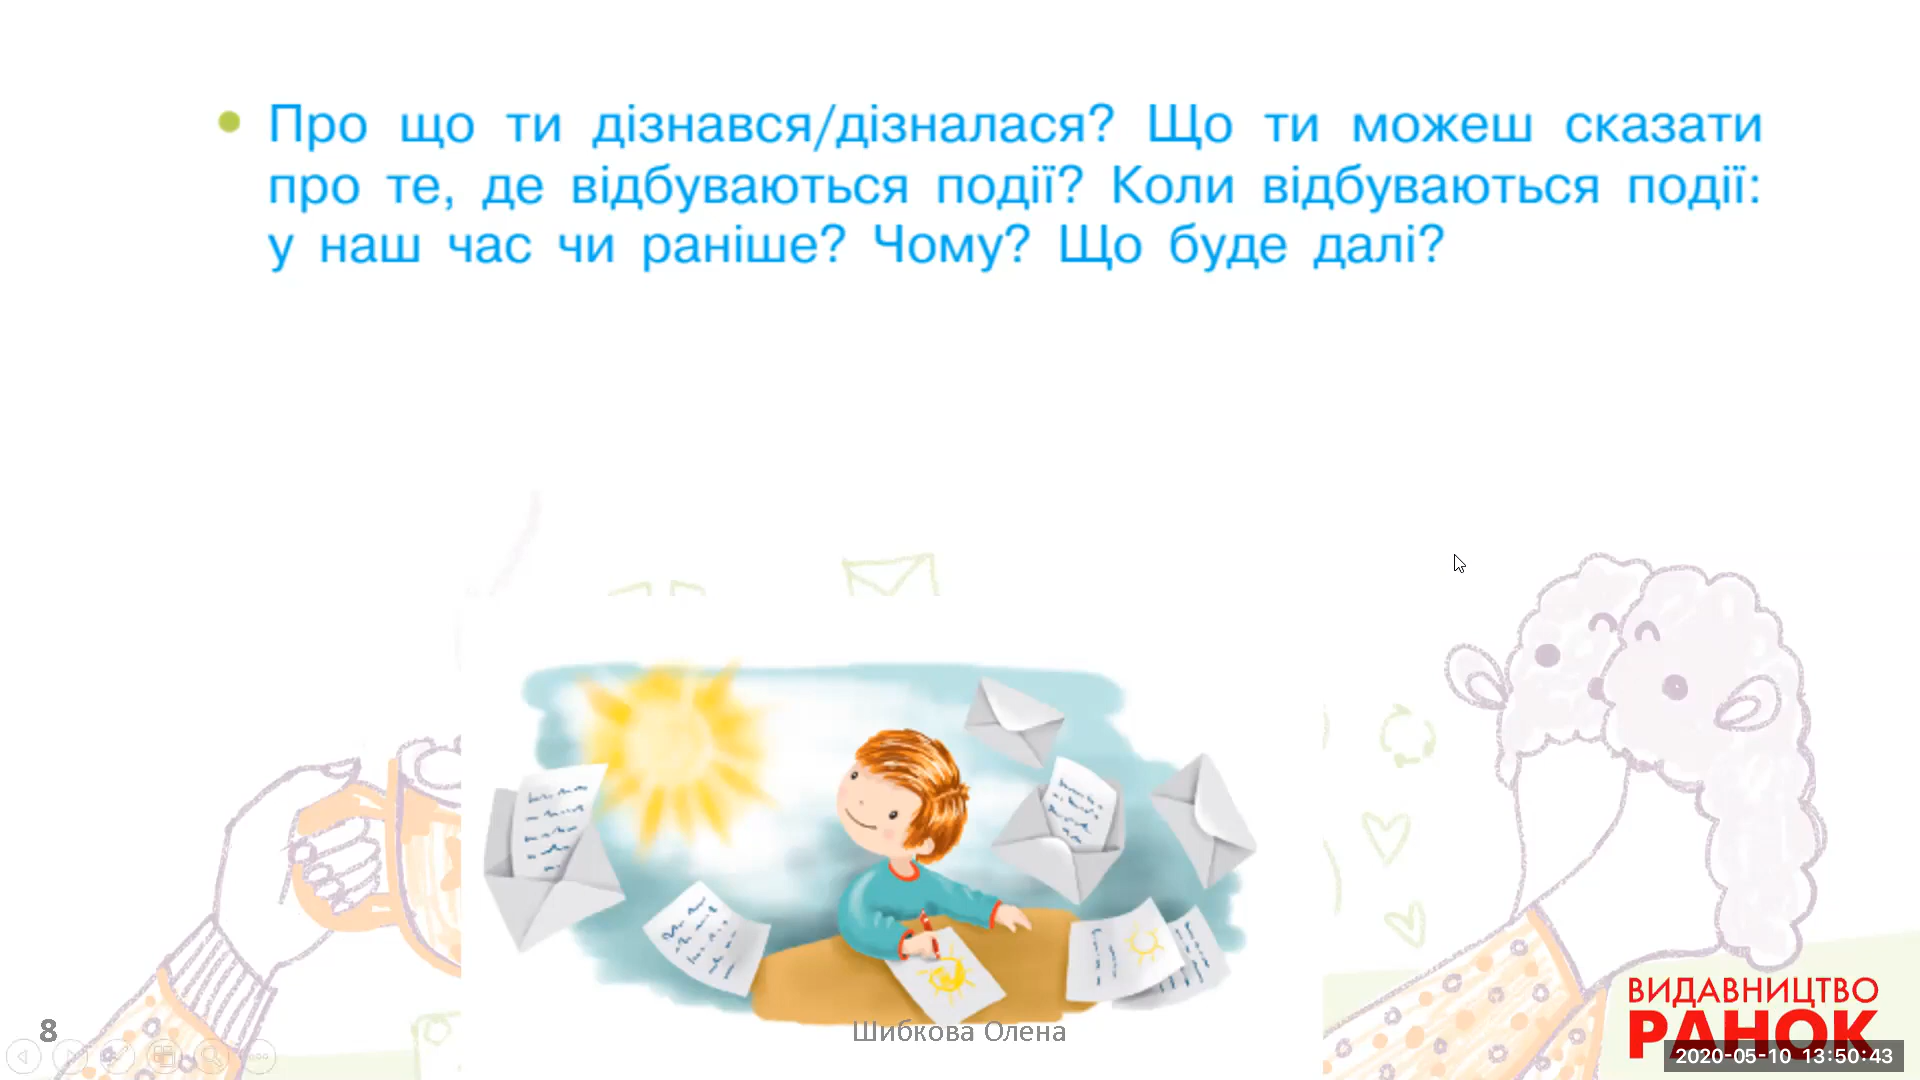 Про що ти дізнався/дізналася? Що ти можеш сказати
про те, де відбуваються події? Коли відбуваються події:
у наш час чи раніше? Чому? Що буде далі?
8
Шибкова Олена
ВИДАВНИЦТВО
РАНОК
2020-05-10 13:50:43